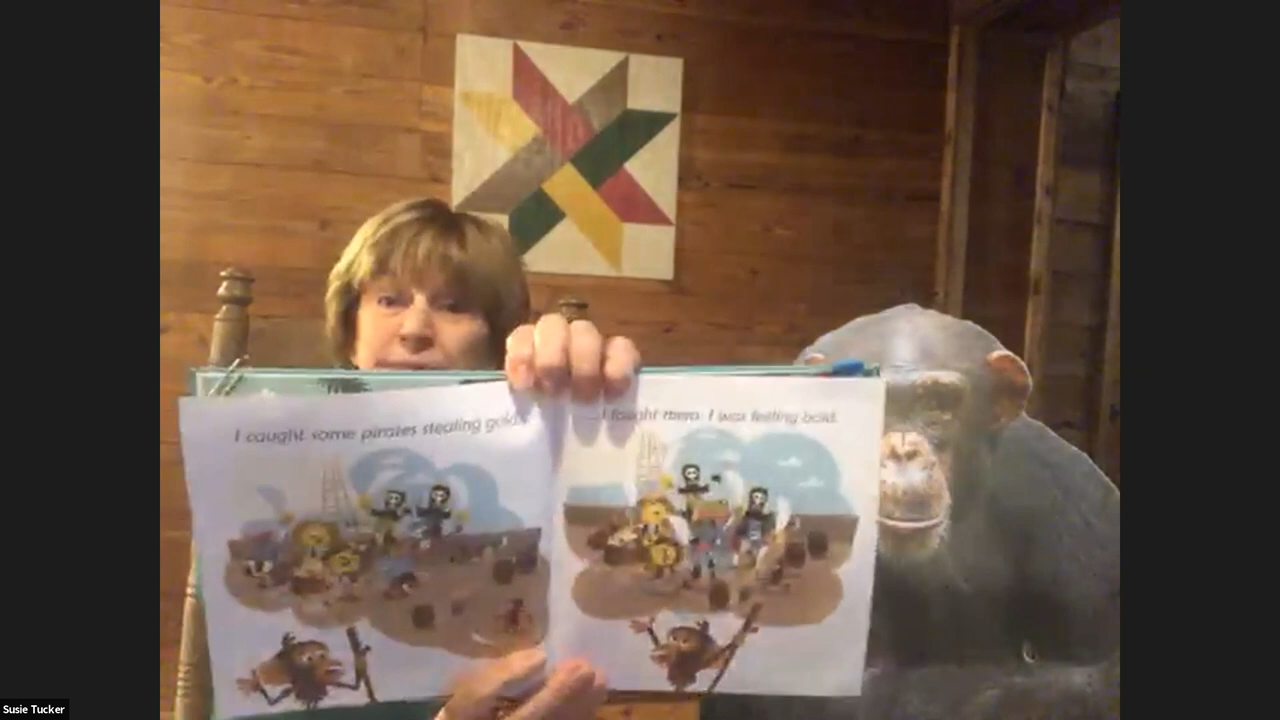 I caught some pirates stealing gold.
...I fought them. I was feeling bold.
Susie Tucker